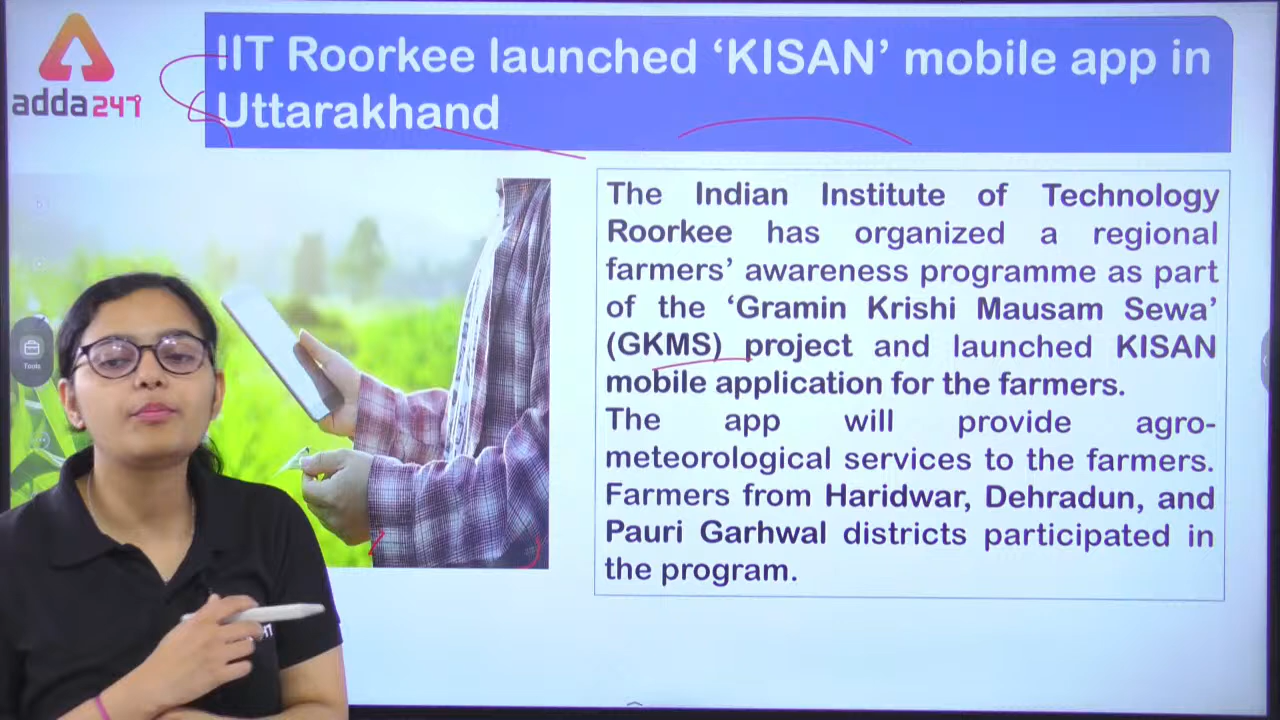 IIT Roorkee launched ‘KISAN’ mobile app in
Uttarakhand
adda247
The Indian Institute of Technology
Roorkee has organized a regional
farmers’ awareness programme as part
of the ‘Gramin Krishi Mausam Sewa’
(GKMS) project and launched KISAN
mobile application for the farmers.
The app will provide agro-
meteorological services to the farmers.
Farmers from Haridwar, Dehradun, and
Pauri Garhwal districts participated in
the program.
Tools